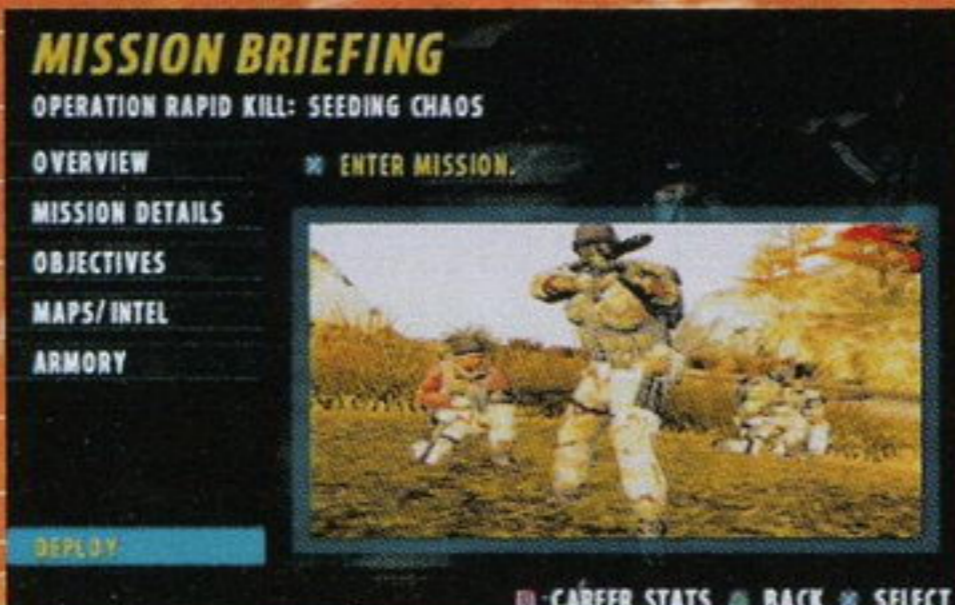 MISSION BRIEFING
OPERATION RAPID KILL: SEEDING CHAOS
OVERVIEW
ENTER MISSION.
MISSION DETAILS
OBJECTIVES
MAPS/INTEL
ARMORY
DEPLOY
CAREER STATS BACK SELECT